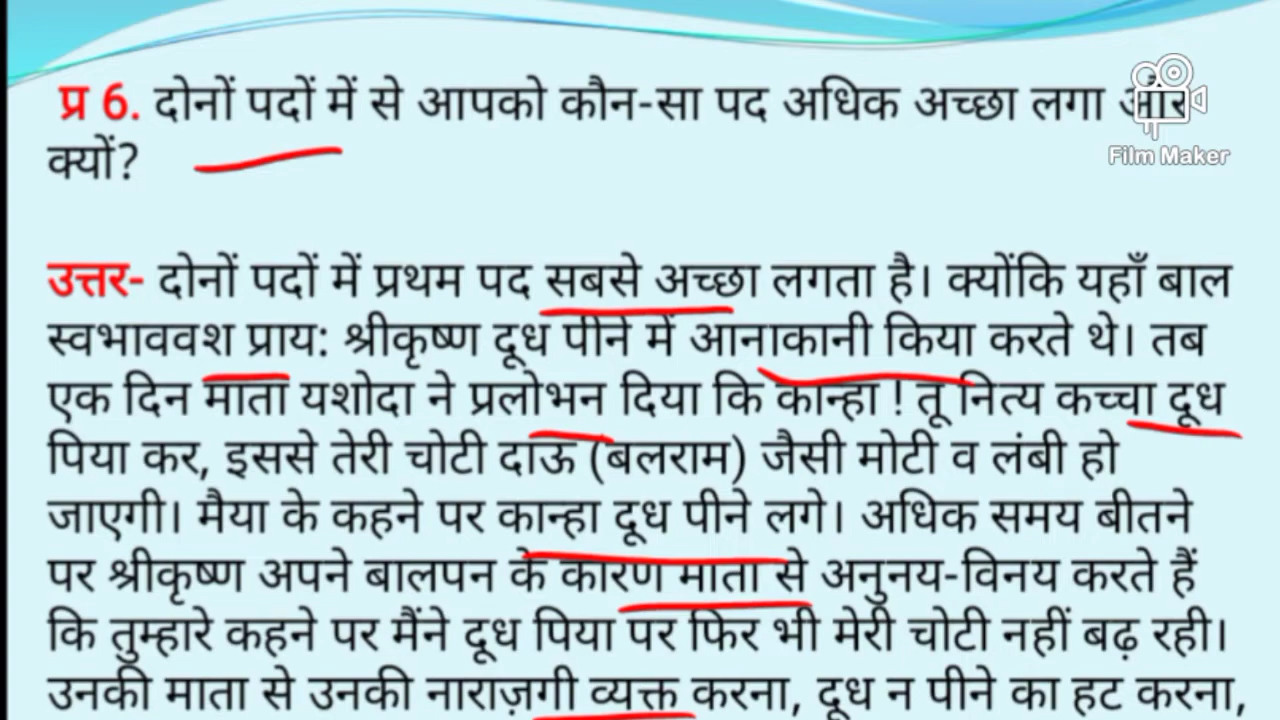 प्र 6. दोनों पदों में से आपको कौन-सा पद अधिक अच्छा लगा और
क्यों?
Film Maker
उत्तर- दोनों पदों में प्रथम पद सबसे अच्छा लगता है। क्योंकि यहाँ बाल
स्वभाववश प्राय: श्रीकृष्ण दूध पीने में आनाकानी किया करते थे। तब
एक दिन माता यशोदा ने प्रलोभन दिया कि कान्हा ! तू नित्य कच्चा दूध
पिया कर, इससे तेरी चोटी दाऊ (बलराम) जैसी मोटी व लंबी हो
जाएगी। मैया के कहने पर कान्हा दूध पीने लगे। अधिक समय बीतने
पर श्रीकृष्ण अपने बालपन के कारण माता से अनुनय-विनय करते हैं
कि तुम्हारे कहने पर मैंने दूध पिया पर फिर भी मेरी चोटी नहीं बढ़ रही।
उनकी माता से उनकी नाराज़गी व्यक्त करना, दूध न पीने का हट करना,